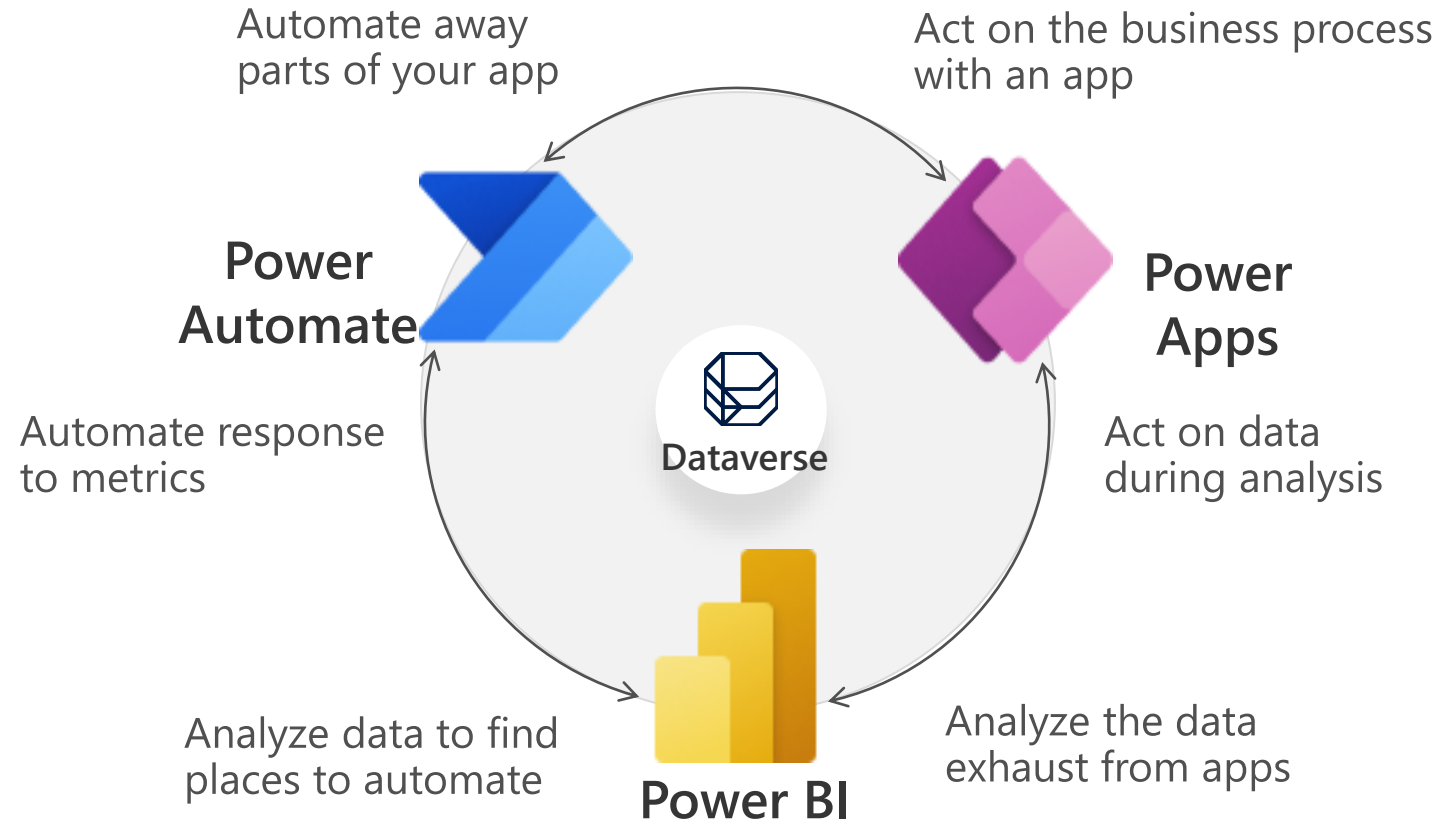 Automate away
parts of your app
Act on the business process
with an app
Power
Automate
Power
Apps
Automate response
to metrics
Dataverse
Act on data
during analysis
Analyze data to find
places to automate
Power BI
Analyze the data
exhaust from apps